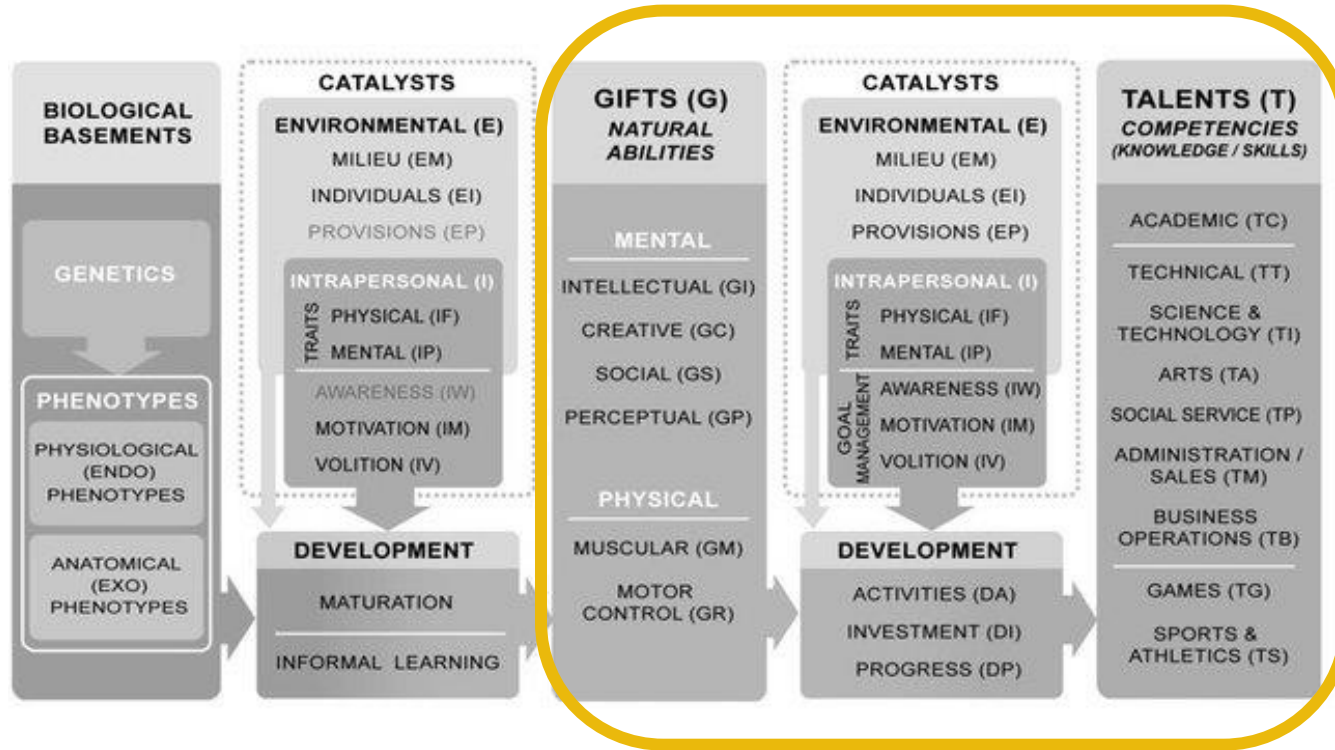 BIOLOGICAL
BASEMENTS
GENETICS
PHENOTYPES
PHYSIOLOGICAL
(ENDO)
PHENOTYPES
ANATOMICAL
(EXO)
PHENOTYPES
CATALYSTS
ENVIRONMENTAL (E)
MILIEU (EM)
INDIVIDUALS (EI)
PROVISIONS (EP)
INTRAPERSONAL (I)
TRAITS
PHYSICAL (IF)
MENTAL (IP)
AWARENESS (IW)
MOTIVATION (IM)
VOLITION (IV)
DEVELOPMENT
MATURATION
INFORMAL LEARNING
GIFTS (G)
NATURAL
ABILITIES
MENTAL
INTELLECTUAL (GI)
CREATIVE (GC)
SOCIAL (GS)
PERCEPTUAL (GP)
PHYSICAL
MUSCULAR (GM)
MOTOR
CONTROL (GR)
CATALYSTS
ENVIRONMENTAL (E)
MILIEU (EM)
INDIVIDUALS (EI)
PROVISIONS (EP)
INTRAPERSONAL (I)
TRAITS
PHYSICAL (IF)
MENTAL (IP)
GOAL
MANAGEMENT
AWARENESS (IW)
MOTIVATION (IM)
VOLITION (IV)
DEVELOPMENT
ACTIVITIES (DA)
INVESTMENT (DI)
PROGRESS (DP)
TALENTS (T)
COMPETENCIES
(KNOWLEDGE / SKILLS)
ACADEMIC (TC)
TECHNICAL (TT)
SCIENCE &
TECHNOLOGY (TI)
ARTS (TA)
SOCIAL SERVICE (TP)
ADMINISTRATION /
SALES (TM)
BUSINESS
OPERATIONS (TB)
GAMES (TG)
SPORTS &
ATHLETICS (TS)